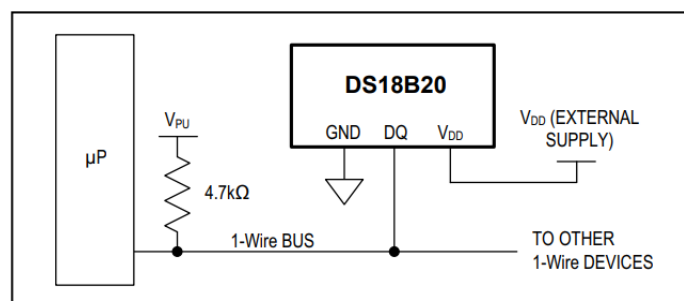 DS18B20
GND DQ VDD
VDD (EXTERNAL
SUPPLY)
VPU
µP
4.7kΩ
1-Wire BUS
TO OTHER
1-Wire DEVICES